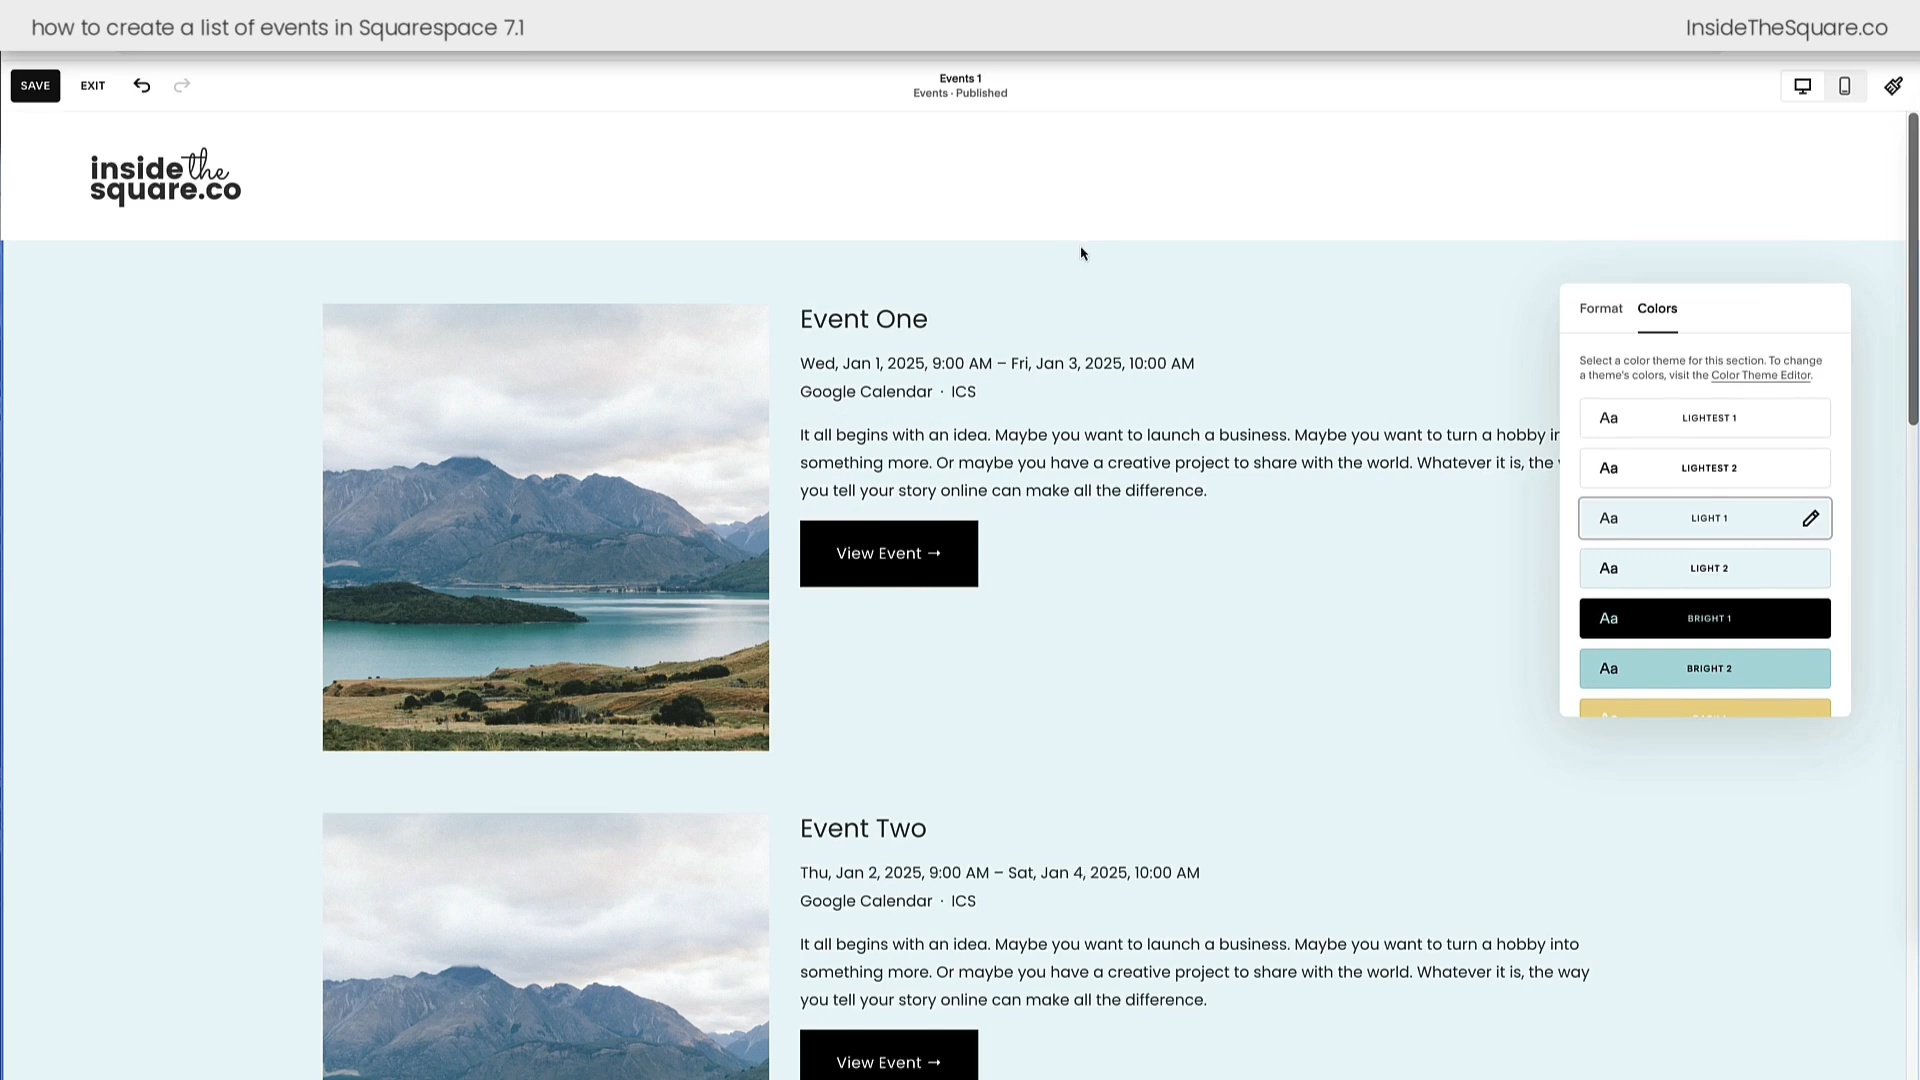 how to create a list of events in Squarespace 7.1
InsideTheSquare.co
SAVE
EXIT
Events 1
Events · Published
inside the
square.co
Event One
Wed, Jan 1, 2025, 9:00 AM – Fri, Jan 3, 2025, 10:00 AM
Google Calendar · ICS
It all begins with an idea. Maybe you want to launch a business. Maybe you want to turn a hobby
something more. Or maybe you have a creative project to share with the world. Whatever it is, the
you tell your story online can make all the difference.
View Event →
Format
Colors
Select a color theme for this section. To change
a theme's colors, visit the Color Theme Editor.
Aa LIGHTEST 1
Aa LIGHTEST 2
Aa LIGHT 1
Aa LIGHT 2
Aa BRIGHT 1
Aa BRIGHT 2
Event Two
Thu, Jan 2, 2025, 9:00 AM – Sat, Jan 4, 2025, 10:00 AM
Google Calendar · ICS
It all begins with an idea. Maybe you want to launch a business. Maybe you want to turn a hobby into
something more. Or maybe you have a creative project to share with the world. Whatever it is, the way
you tell your story online can make all the difference.
View Event →